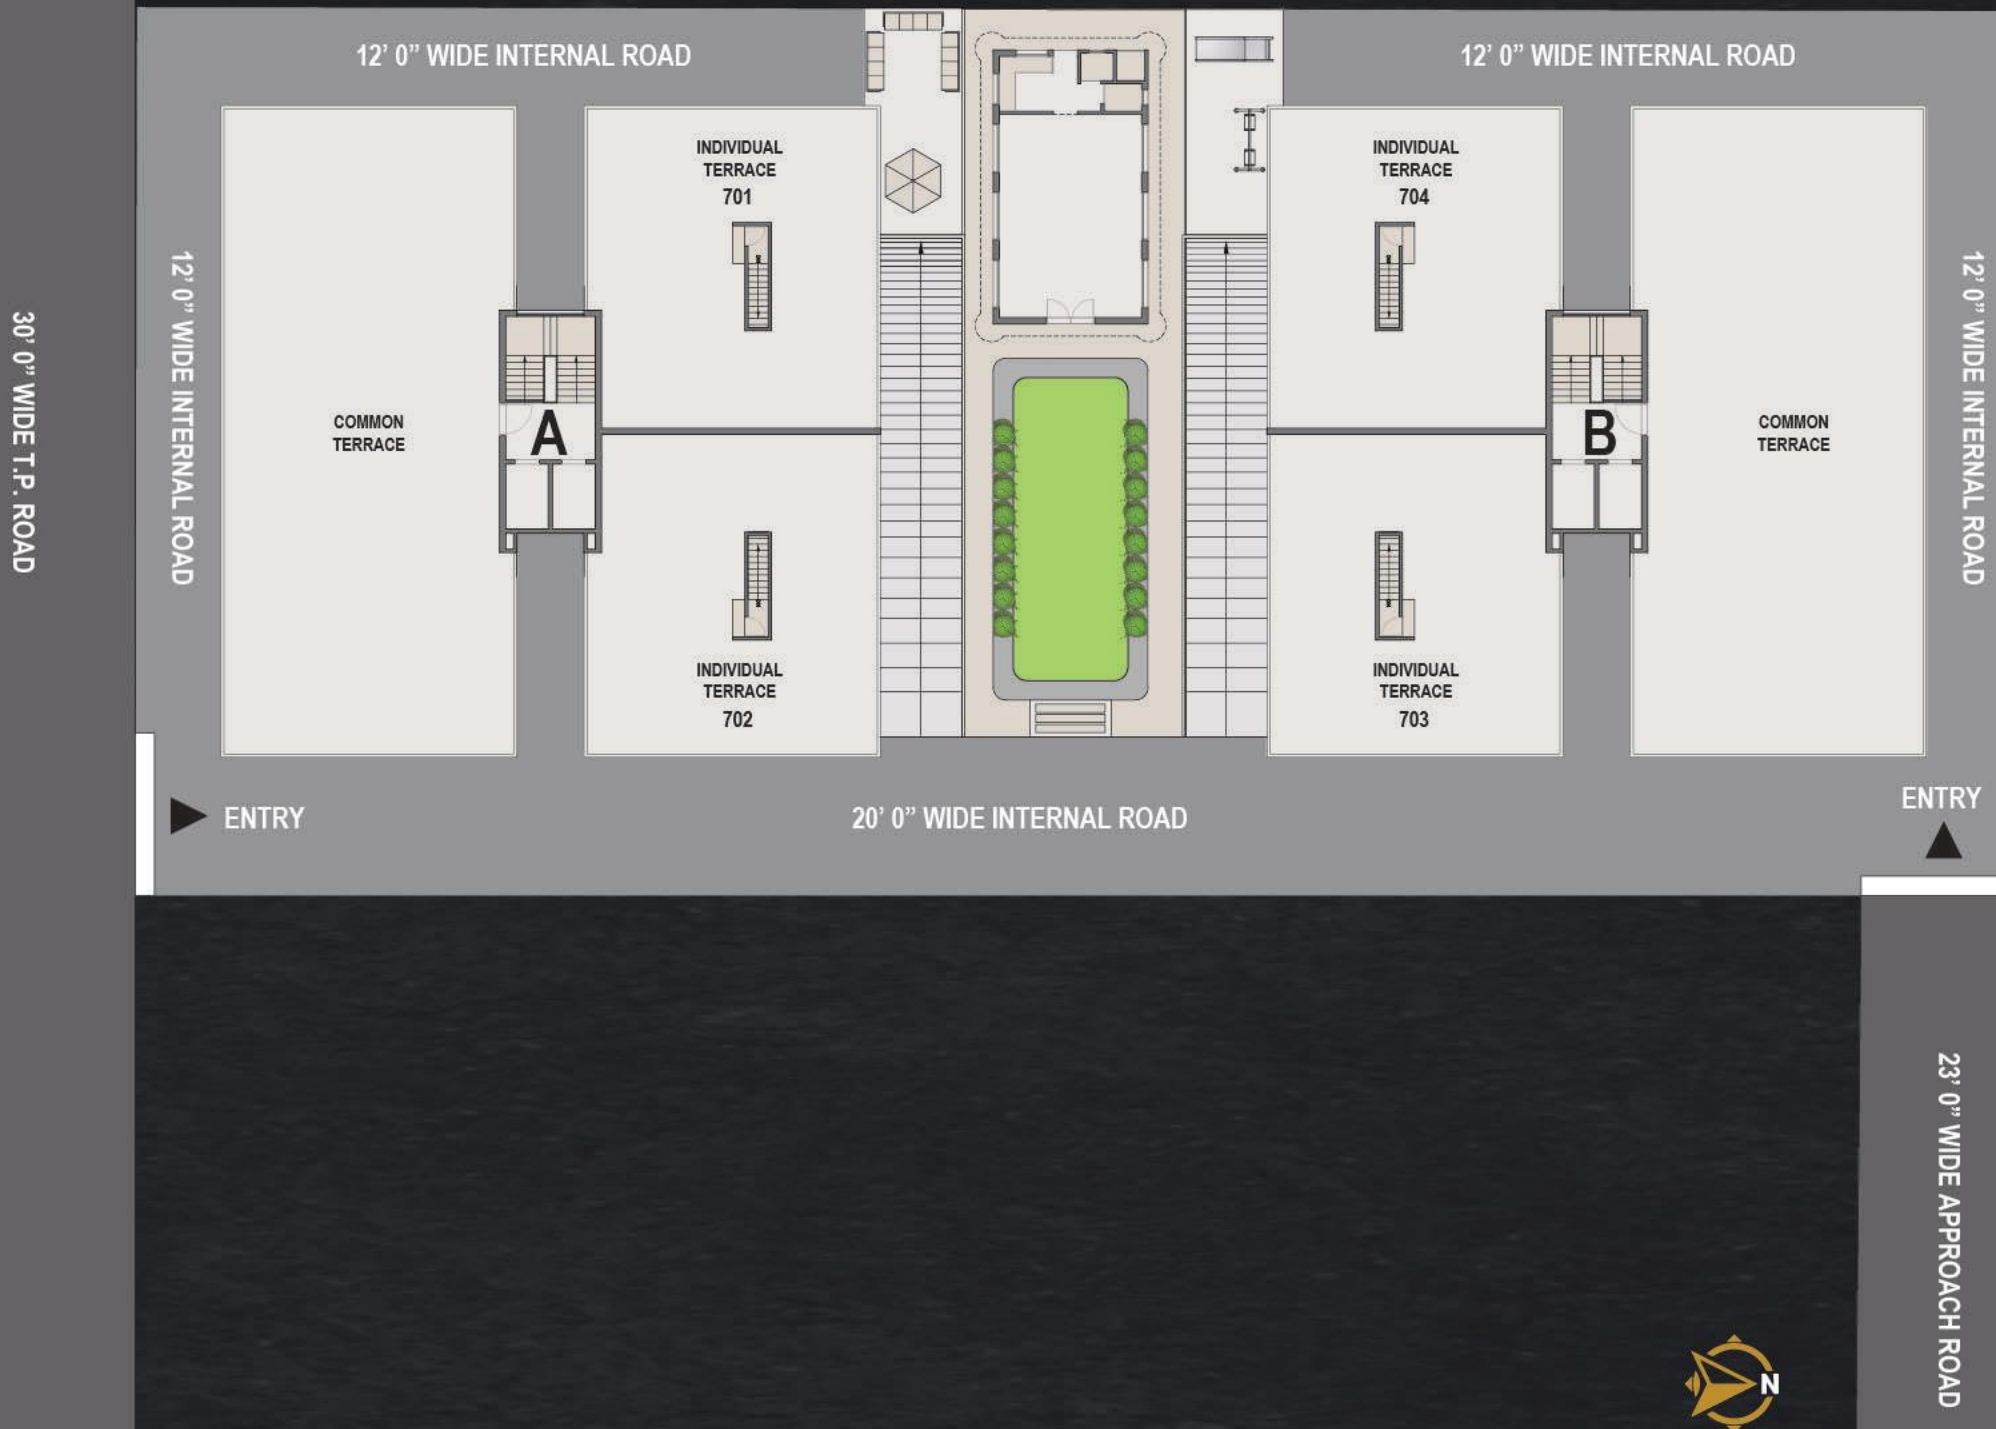 12’ 0” WIDE INTERNAL ROAD
12’ 0” WIDE INTERNAL ROAD
INDIVIDUAL
TERRACE
701
INDIVIDUAL
TERRACE
704
30’ 0” WIDE T.P. ROAD
12’ 0” WIDE INTERNAL ROAD
12’ 0” WIDE INTERNAL ROAD
COMMON
TERRACE
A
B
COMMON
TERRACE
INDIVIDUAL
TERRACE
702
INDIVIDUAL
TERRACE
703
ENTRY
20’ 0” WIDE INTERNAL ROAD
ENTRY
23’ 0” WIDE APPROACH ROAD
N